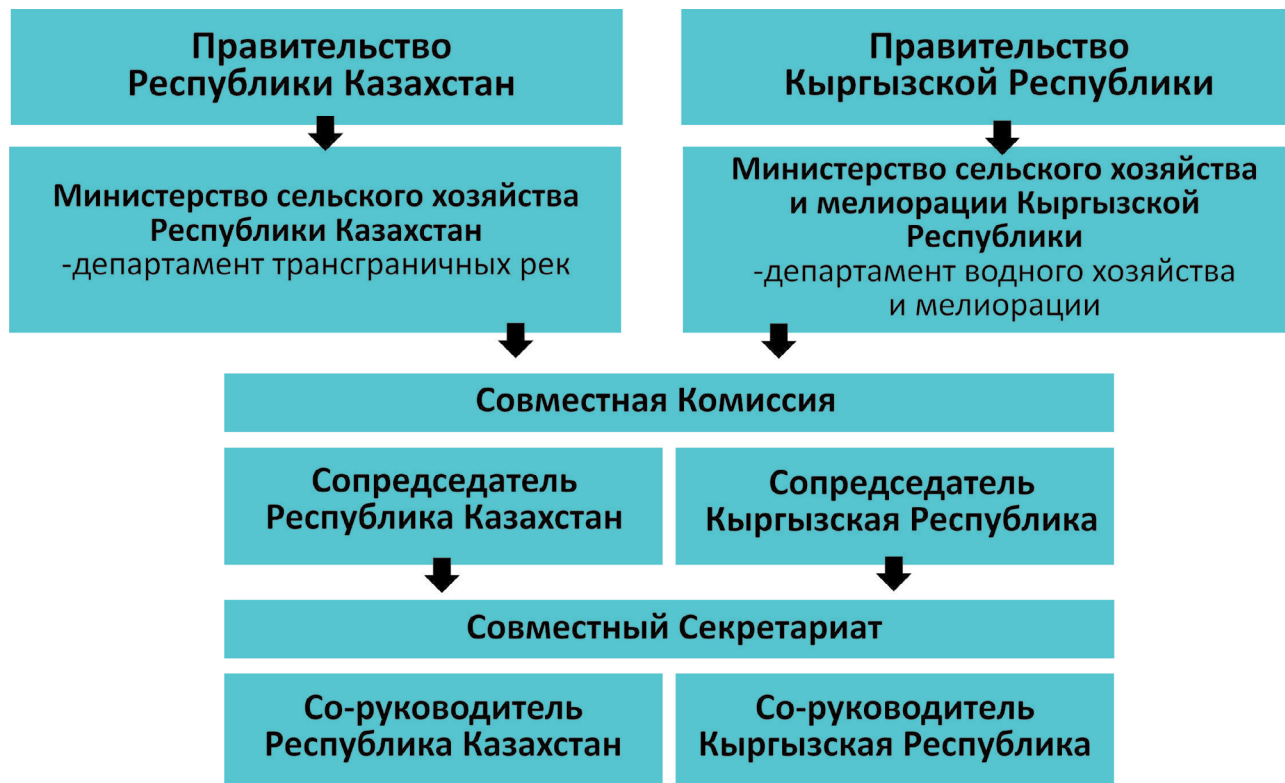 Правительство
Республики Казахстан
Правительство
Кыргызской Республики
Министерство сельского хозяйства
Республики Казахстан
-департамент трансграничных рек
Министерство сельского хозяйства
и мелиорации Кыргызской
Республики
-департамент водного хозяйства
и мелиорации
Совместная Комиссия
Сопредседатель
Республика Казахстан
Сопредседатель
Кыргызская Республика
Совместный Секретариат
Со-руководитель
Республика Казахстан
Со-руководитель
Кыргызская Республика